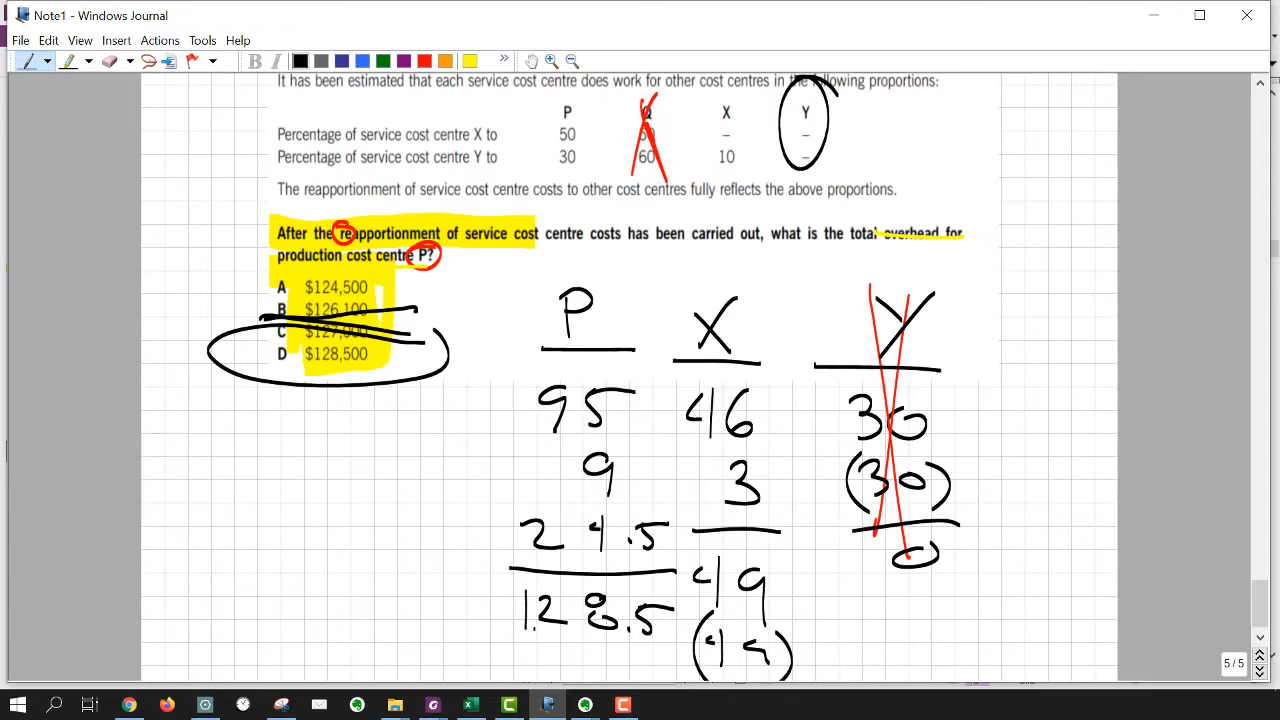 Note1 - Windows Journal
File Edit View Insert Actions Tools Help
B I
It has been estimated that each service cost centre does work for other cost centres in the following proportions:
P Q X Y
Percentage of service cost centre X to 50 50 – –
Percentage of service cost centre Y to 30 60 10 –
The reapportionment of service cost centre costs to other cost centres fully reflects the above proportions.
After the reapportionment of service cost centre costs has been carried out, what is the total overhead for
production cost centre P?
A $124,500
B $126,100
C $127,000
D $128,500
P X Y
95 46 30
9 3 (30)
24.5 0
128.5 49
(49)
5 / 5